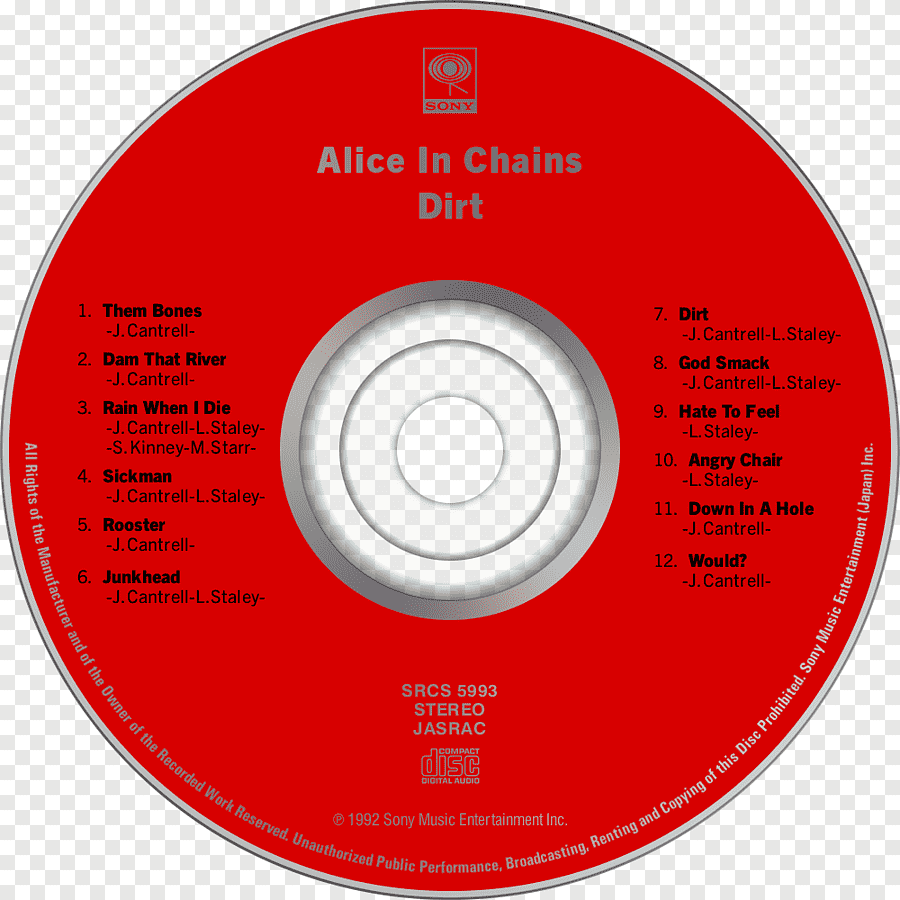 SONY
Alice In Chains
Dirt
1. Them Bones
-J.Cantrell-
2. Dam That River
-J.Cantrell-
3. Rain When I Die
-J.Cantrell-L.Staley-
-S.Kinney-M.Starr-
4. Sickman
-J.Cantrell-L.Staley-
5. Rooster
-J.Cantrell-
6. Junkhead
-J.Cantrell-L.Staley-
7. Dirt
-J.Cantrell-L.Staley-
8. God Smack
-J.Cantrell-L.Staley-
9. Hate To Feel
-L.Staley-
10. Angry Chair
-L.Staley-
11. Down In A Hole
-J.Cantrell-
12. Would?
-J.Cantrell-
SRCS 5993
STEREO
JASRAC
COMPACT
disc
DIGITAL AUDIO
℗ 1992 Sony Music Entertainment Inc.
All Rights of the Manufacturer and of the Owner of the Recorded Work Reserved. Unauthorized Public Performance, Broadcasting, Renting and Copying of this Disc Prohibited. Sony Music Entertainment (Japan) Inc.